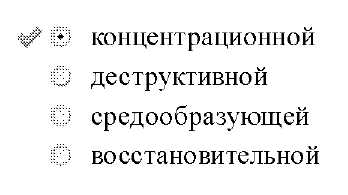 концентрационной
деструктивной
средообразующей
восстановительной